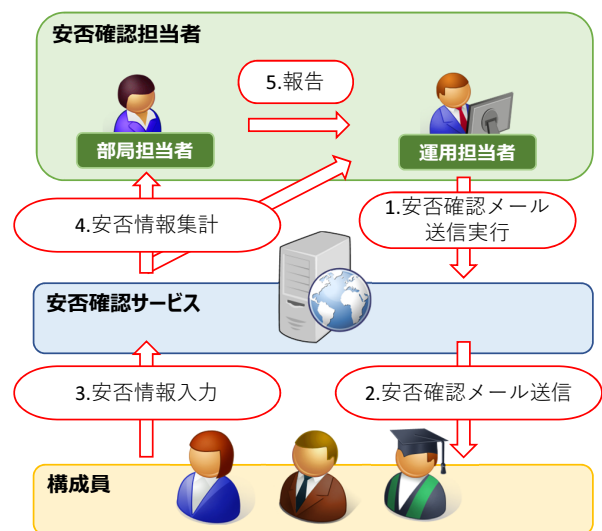 安否確認担当者
5.報告
部局担当者
運用担当者
4.安否情報集計
1.安否確認メール
送信実行
安否確認サービス
3.安否情報入力
2.安否確認メール送信
構成員